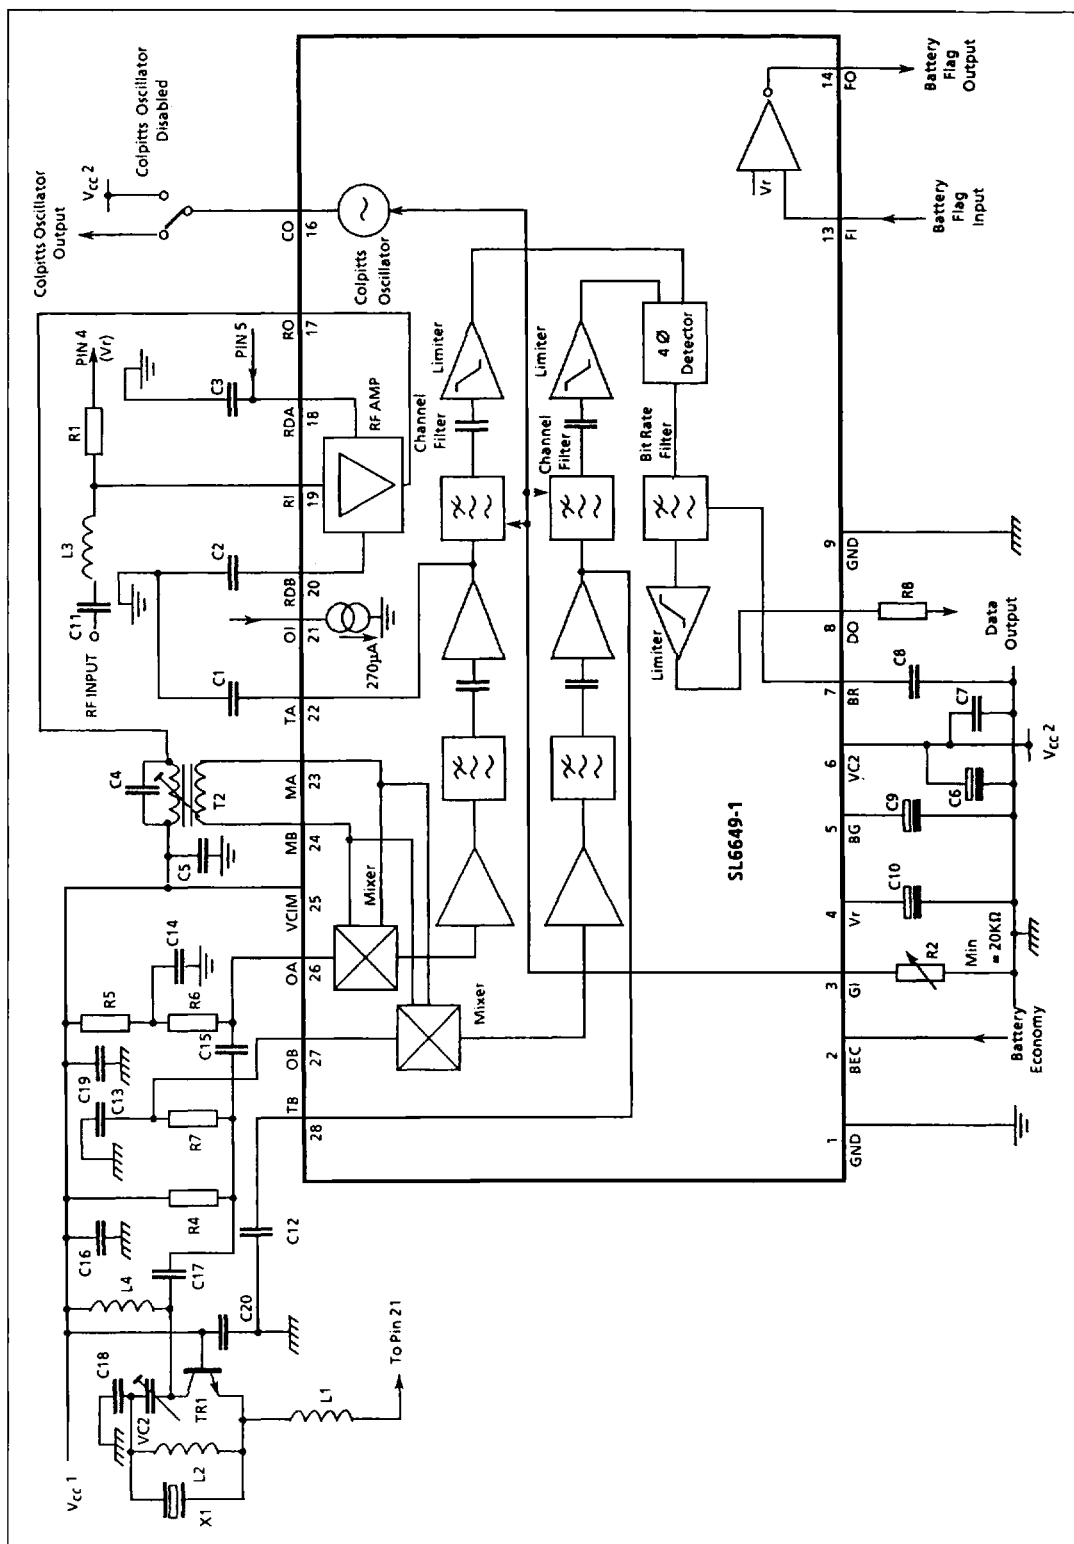 Vcc 1
X1
L2
VC2
C18
TR1
L1
To Pin 21
C20
L4
C17
C16
R4
C12
R7
C13
C19
C15
R5
R6
C14
C5
C4
T2
C1
RF INPUT
C11
L3
C2
R1
PIN 4
(Vr)
C3
PIN 5
Colpitts Oscillator
Output
Vcc 2
Colpitts Oscillator
Disabled
TB
28
OB
27
OA
26
VCIM
25
MB
24
MA
23
TA
22
OI
21
RDB
20
RI
19
RDA
18
RO
17
CO
16
270µA
RF AMP
Colpitts
Oscillator
Mixer
Mixer
Channel
Filter
Limiter
Channel
Filter
Limiter
4 Ø
Detector
Bit Rate
Filter
Limiter
SL6649-1
Vr
1
GND
2
BEC
3
GI
4
Vr
5
BG
6
VC2
7
BR
8
DO
9
GND
13
FI
14
FO
Battery
Economy
R2
Min
= 20KΩ
C10
C9
C6
C7
Vcc 2
C8
R8
Data
Output
Battery
Flag
Input
Battery
Flag
Output